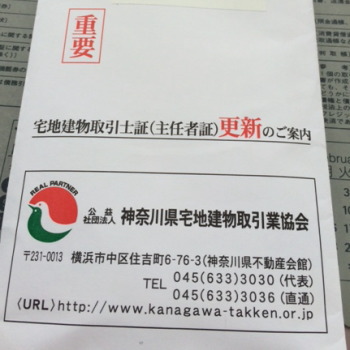 重要
宅地建物取引士証(主任者証)更新のご案内
REAL PARTNER
公益社団法人 神奈川県宅地建物取引業協会
〒231-0013 横浜市中区住吉町6-76-3(神奈川県不動産会館)
TEL 045(633)3030(代表)
045(633)3036(直通)
〈URL〉http://www.kanagawa-takken.or.jp